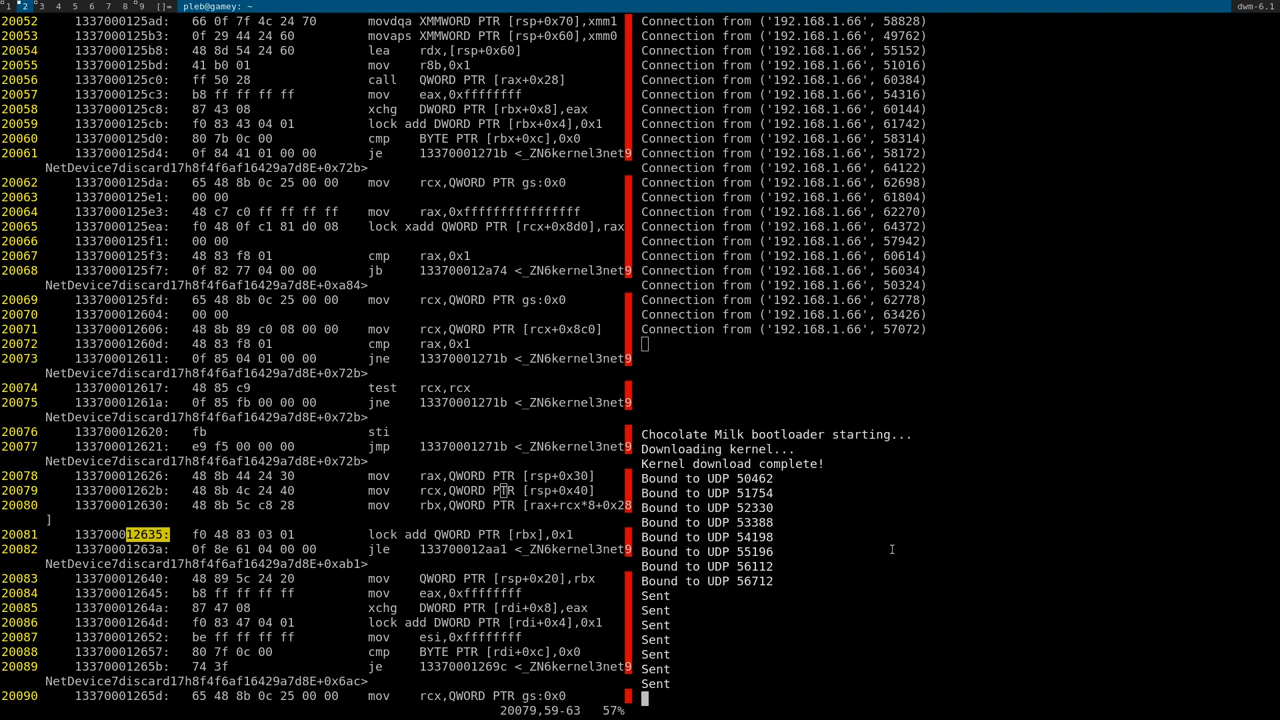 1 2 3 4 5 6 7 8 9 []= pleb@gamey: ~ dwm-6.1
20052 1337000125ad: 66 0f 7f 4c 24 70 movdqa XMMWORD PTR [rsp+0x70],xmm1
20053 1337000125b3: 0f 29 44 24 60 movaps XMMWORD PTR [rsp+0x60],xmm0
20054 1337000125b8: 48 8d 54 24 60 lea rdx,[rsp+0x60]
20055 1337000125bd: 41 b0 01 mov r8b,0x1
20056 1337000125c0: ff 50 28 call QWORD PTR [rax+0x28]
20057 1337000125c3: b8 ff ff ff ff mov eax,0xffffffff
20058 1337000125c8: 87 43 08 xchg DWORD PTR [rbx+0x8],eax
20059 1337000125cb: f0 83 43 04 01 lock add DWORD PTR [rbx+0x4],0x1
20060 1337000125d0: 80 7b 0c 00 cmp BYTE PTR [rbx+0xc],0x0
20061 1337000125d4: 0f 84 41 01 00 00 je 13370001271b <_ZN6kernel3net9
NetDevice7discard17h8f4f6af16429a7d8E+0x72b>
20062 1337000125da: 65 48 8b 0c 25 00 00 mov rcx,QWORD PTR gs:0x0
20063 1337000125e1: 00 00
20064 1337000125e3: 48 c7 c0 ff ff ff ff mov rax,0xffffffffffffffff
20065 1337000125ea: f0 48 0f c1 81 d0 08 lock xadd QWORD PTR [rcx+0x8d0],rax
20066 1337000125f1: 00 00
20067 1337000125f3: 48 83 f8 01 cmp rax,0x1
20068 1337000125f7: 0f 82 77 04 00 00 jb 133700012a74 <_ZN6kernel3net9
NetDevice7discard17h8f4f6af16429a7d8E+0xa84>
20069 1337000125fd: 65 48 8b 0c 25 00 00 mov rcx,QWORD PTR gs:0x0
20070 133700012604: 00 00
20071 133700012606: 48 8b 89 c0 08 00 00 mov rcx,QWORD PTR [rcx+0x8c0]
20072 13370001260d: 48 83 f8 01 cmp rax,0x1
20073 133700012611: 0f 85 04 01 00 00 jne 13370001271b <_ZN6kernel3net9
NetDevice7discard17h8f4f6af16429a7d8E+0x72b>
20074 133700012617: 48 85 c9 test rcx,rcx
20075 13370001261a: 0f 85 fb 00 00 00 jne 13370001271b <_ZN6kernel3net9
NetDevice7discard17h8f4f6af16429a7d8E+0x72b>
20076 133700012620: fb sti
20077 133700012621: e9 f5 00 00 00 jmp 13370001271b <_ZN6kernel3net9
NetDevice7discard17h8f4f6af16429a7d8E+0x72b>
20078 133700012626: 48 8b 44 24 30 mov rax,QWORD PTR [rsp+0x30]
20079 13370001262b: 48 8b 4c 24 40 mov rcx,QWORD PTR [rsp+0x40]
20080 133700012630: 48 8b 5c c8 28 mov rbx,QWORD PTR [rax+rcx*8+0x28
]
20081 133700012635: f0 48 83 03 01 lock add QWORD PTR [rbx],0x1
20082 13370001263a: 0f 8e 61 04 00 00 jle 133700012aa1 <_ZN6kernel3net9
NetDevice7discard17h8f4f6af16429a7d8E+0xab1>
20083 133700012640: 48 89 5c 24 20 mov QWORD PTR [rsp+0x20],rbx
20084 133700012645: b8 ff ff ff ff mov eax,0xffffffff
20085 13370001264a: 87 47 08 xchg DWORD PTR [rdi+0x8],eax
20086 13370001264d: f0 83 47 04 01 lock add DWORD PTR [rdi+0x4],0x1
20087 133700012652: be ff ff ff ff mov esi,0xffffffff
20088 133700012657: 80 7f 0c 00 cmp BYTE PTR [rdi+0xc],0x0
20089 13370001265b: 74 3f je 13370001269c <_ZN6kernel3net9
NetDevice7discard17h8f4f6af16429a7d8E+0x6ac>
20090 13370001265d: 65 48 8b 0c 25 00 00 mov rcx,QWORD PTR gs:0x0
20079,59-63 57%
Connection from ('192.168.1.66', 58828)
Connection from ('192.168.1.66', 49762)
Connection from ('192.168.1.66', 55152)
Connection from ('192.168.1.66', 51016)
Connection from ('192.168.1.66', 60384)
Connection from ('192.168.1.66', 54316)
Connection from ('192.168.1.66', 60144)
Connection from ('192.168.1.66', 61742)
Connection from ('192.168.1.66', 58314)
Connection from ('192.168.1.66', 58172)
Connection from ('192.168.1.66', 64122)
Connection from ('192.168.1.66', 62698)
Connection from ('192.168.1.66', 61804)
Connection from ('192.168.1.66', 62270)
Connection from ('192.168.1.66', 64372)
Connection from ('192.168.1.66', 57942)
Connection from ('192.168.1.66', 60614)
Connection from ('192.168.1.66', 56034)
Connection from ('192.168.1.66', 50324)
Connection from ('192.168.1.66', 62778)
Connection from ('192.168.1.66', 63426)
Connection from ('192.168.1.66', 57072)
Chocolate Milk bootloader starting...
Downloading kernel...
Kernel download complete!
Bound to UDP 50462
Bound to UDP 51754
Bound to UDP 52330
Bound to UDP 53388
Bound to UDP 54198
Bound to UDP 55196
Bound to UDP 56112
Bound to UDP 56712
Sent
Sent
Sent
Sent
Sent
Sent
Sent